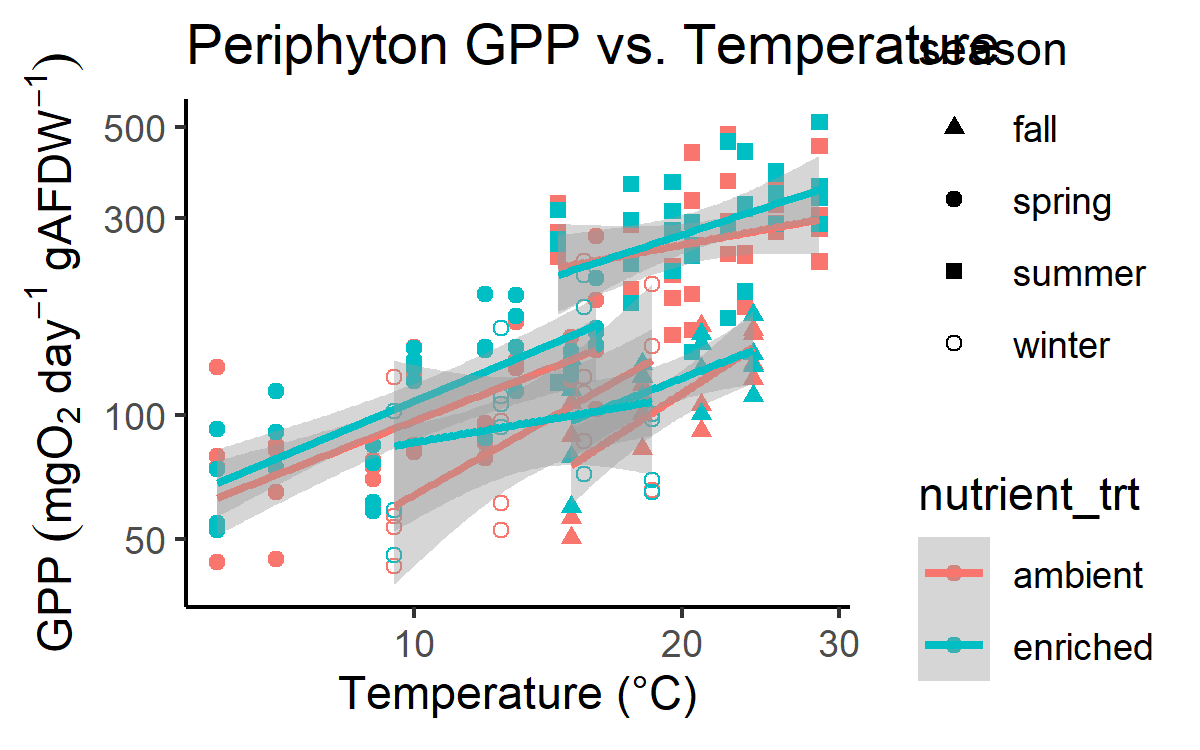 Periphyton GPP vs. Temperature
season
fall
spring
summer
winter
nutrient_trt
ambient
enriched
GPP (mgO₂ day⁻¹ gAFDW⁻¹)
500
300
100
50
10
20
30
Temperature (°C)